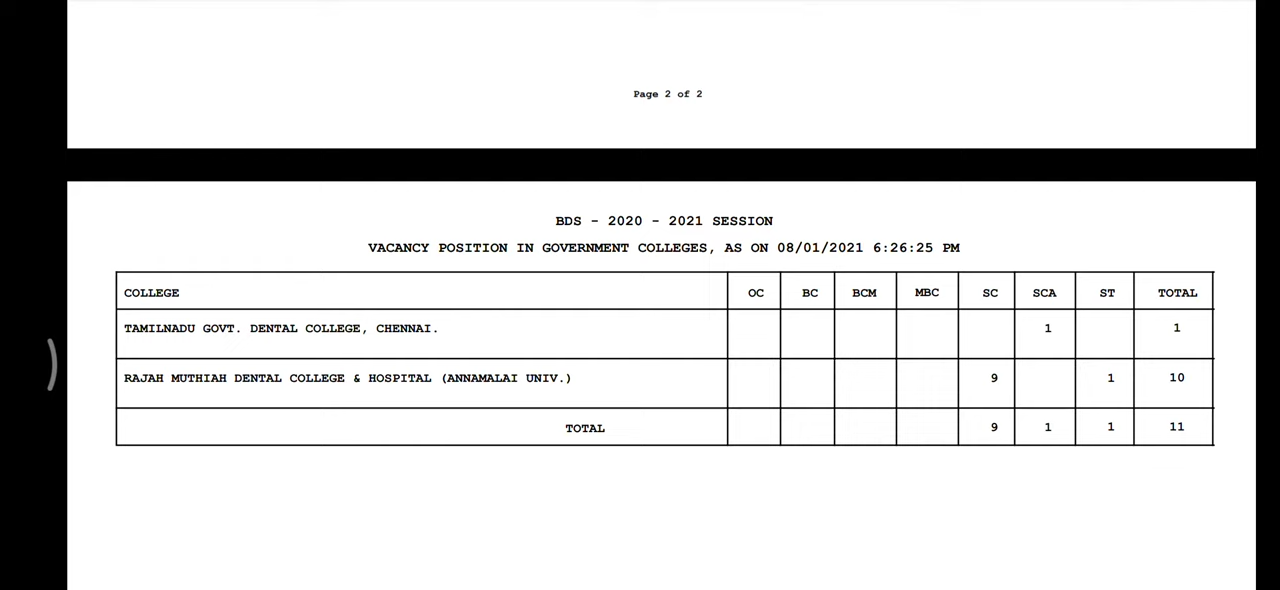 Page 2 of 2
BDS - 2020 - 2021 SESSION
VACANCY POSITION IN GOVERNMENT COLLEGES, AS ON 08/01/2021 6:26:25 PM
COLLEGE OC BC BCM MBC SC SCA ST TOTAL
TAMILNADU GOVT. DENTAL COLLEGE, CHENNAI. 1 1
RAJAH MUTHIAH DENTAL COLLEGE & HOSPITAL (ANNAMALAI UNIV.) 9 1 10
TOTAL 9 1 1 11